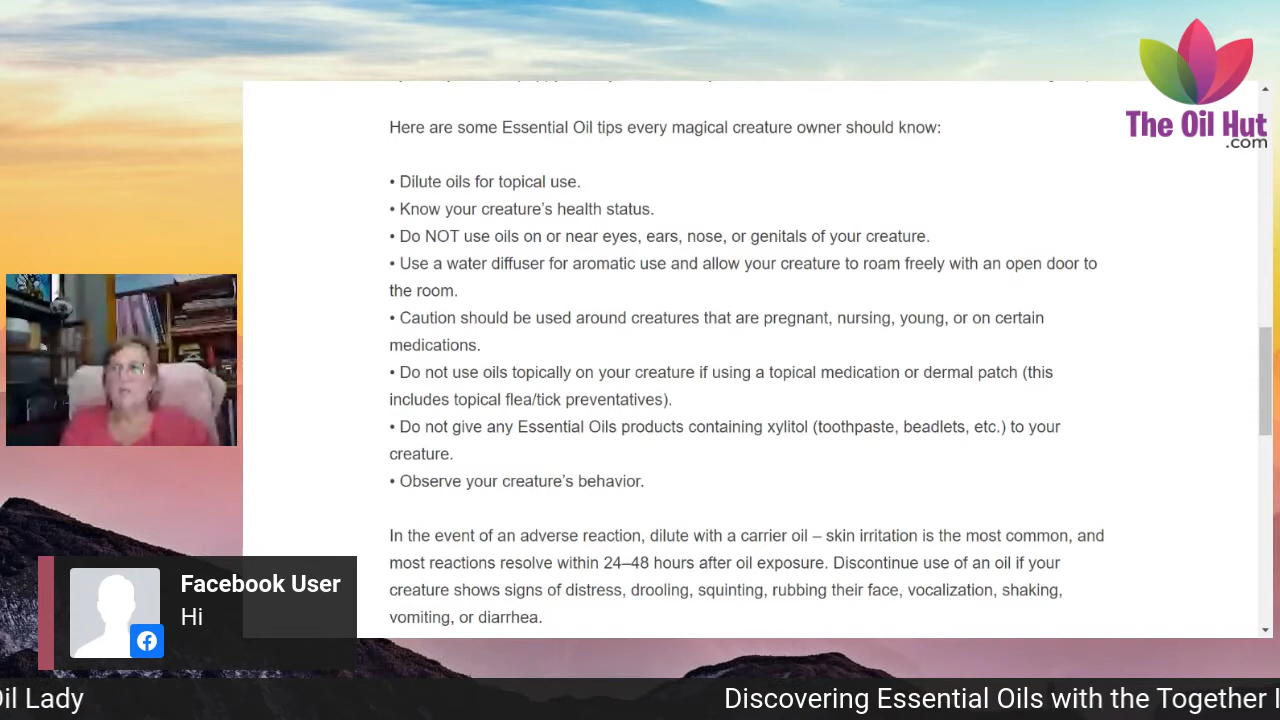 The Oil Hut
.com
Here are some Essential Oil tips every magical creature owner should know:
• Dilute oils for topical use.
• Know your creature’s health status.
• Do NOT use oils on or near eyes, ears, nose, or genitals of your creature.
• Use a water diffuser for aromatic use and allow your creature to roam freely with an open door to
the room.
• Caution should be used around creatures that are pregnant, nursing, young, or on certain
medications.
• Do not use oils topically on your creature if using a topical medication or dermal patch (this
includes topical flea/tick preventatives).
• Do not give any Essential Oils products containing xylitol (toothpaste, beadlets, etc.) to your
creature.
• Observe your creature’s behavior.
In the event of an adverse reaction, dilute with a carrier oil – skin irritation is the most common, and
most reactions resolve within 24–48 hours after oil exposure. Discontinue use of an oil if your
creature shows signs of distress, drooling, squinting, rubbing their face, vocalization, shaking,
vomiting, or diarrhea.
Facebook User
Hi
Oil Lady
Discovering Essential Oils with the Together